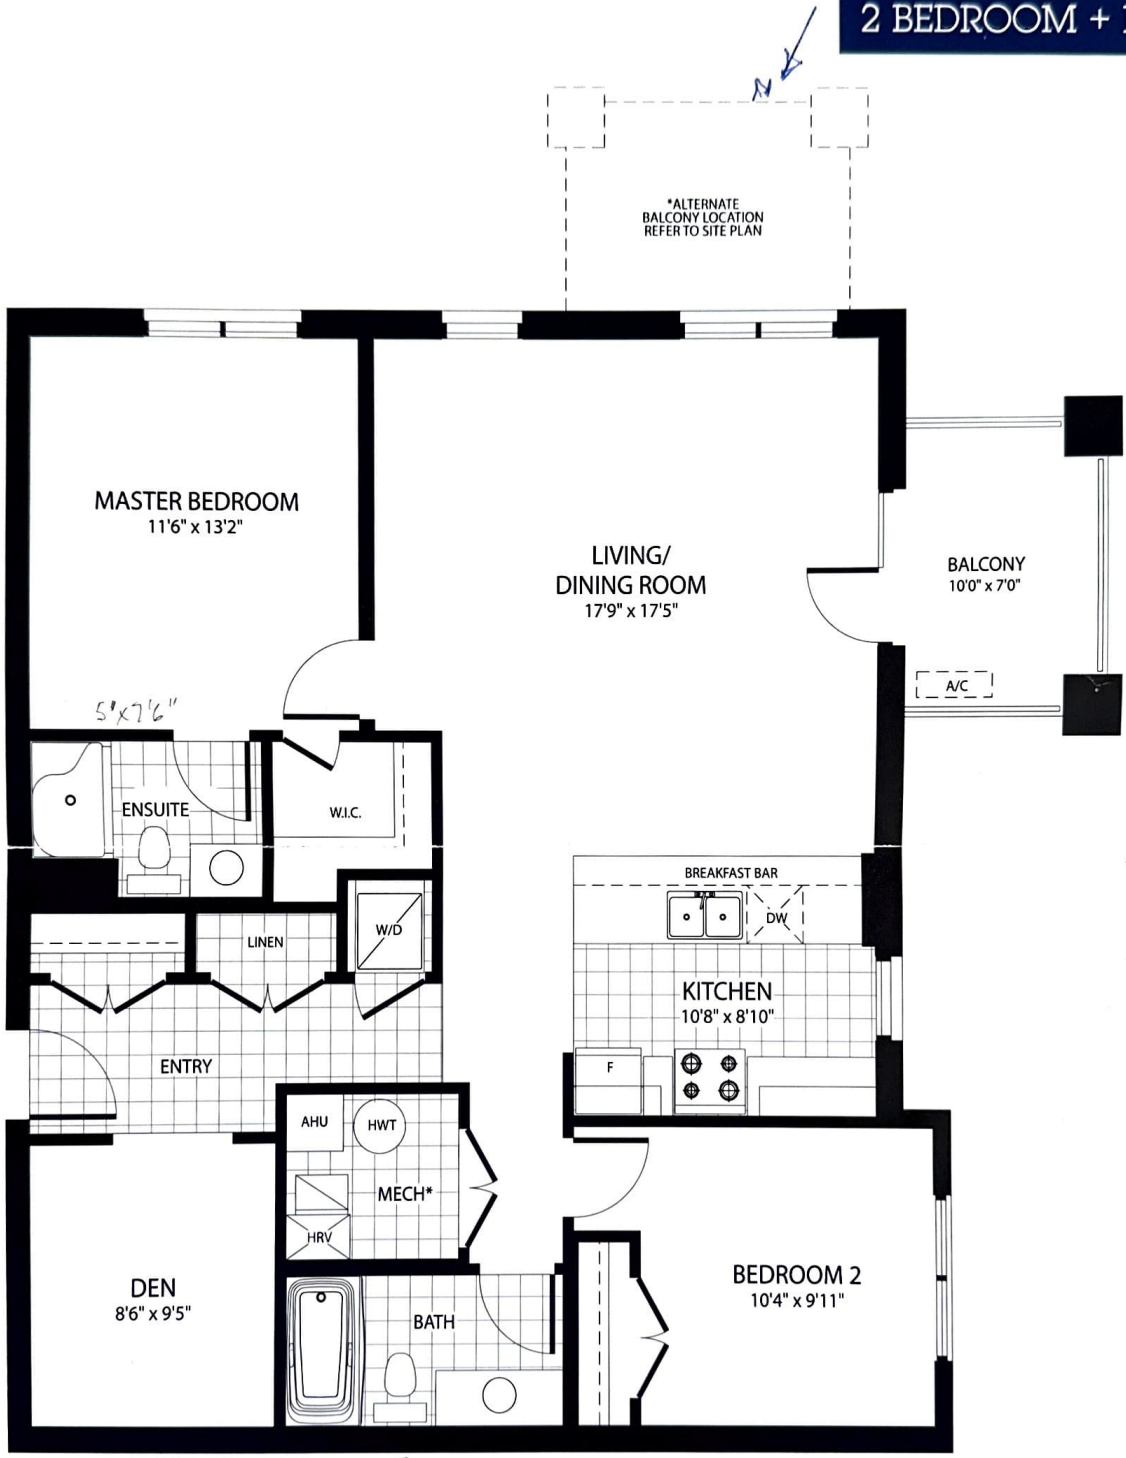 2 BEDROOM +
N
*ALTERNATE
BALCONY LOCATION
REFER TO SITE PLAN
MASTER BEDROOM
11'6" x 13'2"
LIVING/
DINING ROOM
17'9" x 17'5"
BALCONY
10'0" x 7'0"
A/C
5'x7'6"
ENSUITE
W.I.C.
BREAKFAST BAR
DW
W/D
LINEN
KITCHEN
10'8" x 8'10"
F
ENTRY
AHU
HWT
MECH*
HRV
DEN
8'6" x 9'5"
BATH
BEDROOM 2
10'4" x 9'11"